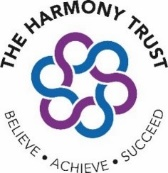 THE HARMONY TRUST
BELIEVE • ACHIEVE • SUCCEED